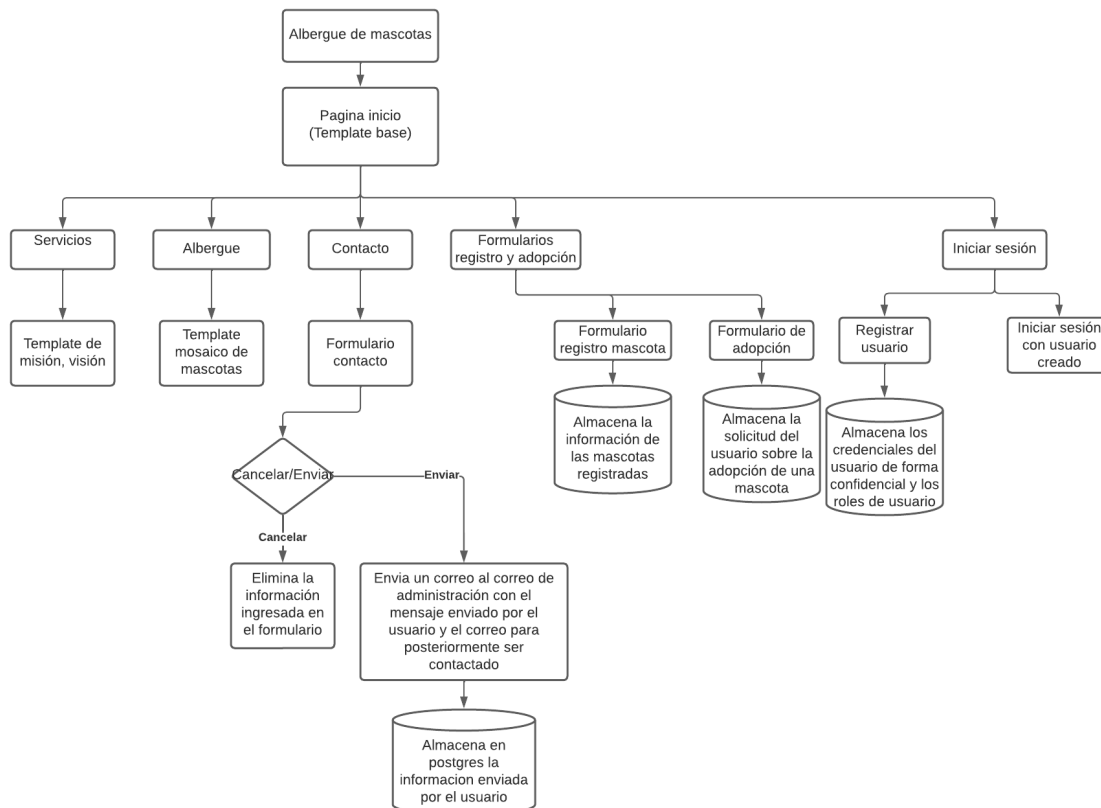 Albergue de mascotas
Pagina inicio
(Template base)
Servicios
Albergue
Contacto
Formularios
registro y adopción
Iniciar sesión
Template de
misión, visión
Template
mosaico de
mascotas
Formulario
contacto
Formulario
registro mascota
Formulario de
adopción
Registrar
usuario
Iniciar sesión
con usuario
creado
Almacena la
información de
las mascotas
registradas
Almacena la
solicitud del
usuario sobre la
adopción de una
mascota
Almacena los
credenciales del
usuario de forma
confidencial y los
roles de usuario
Cancelar/Enviar
Enviar
Cancelar
Elimina la
información
ingresada en
el formulario
Envia un correo al correo de
administración con el
mensaje enviado por el
usuario y el correo para
posteriormente ser
contactado
Almacena en
postgres la
informacion enviada
por el usuario